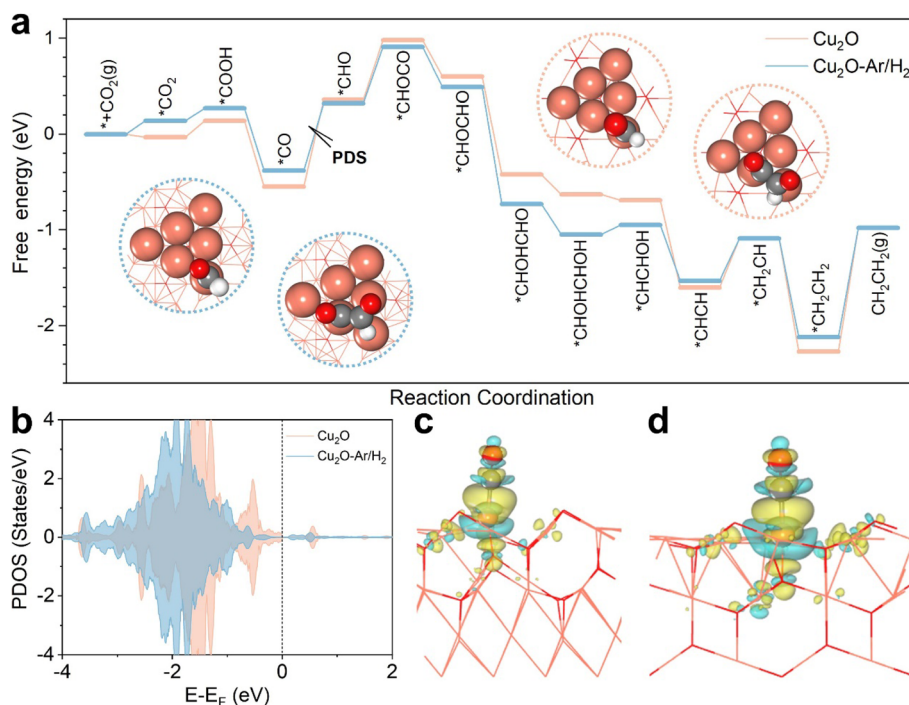 a
Cu₂O
Cu₂O-Ar/H₂
Free energy (eV)
1
0
-1
-2
*+CO₂(g)
*CO₂
*COOH
*CO
*CHO
PDS
*CHOCO
*CHOCHO
*CHOHCHO
*CHOHCHOH
*CHCHOH
*CHCH
*CH₂CH
*CH₂CH₂
CH₂CH₂(g)
Reaction Coordination
b
Cu₂O
Cu₂O-Ar/H₂
PDOS (States/eV)
4
2
0
-2
-4
-4 -2 0 2
E-E_F (eV)
c
d